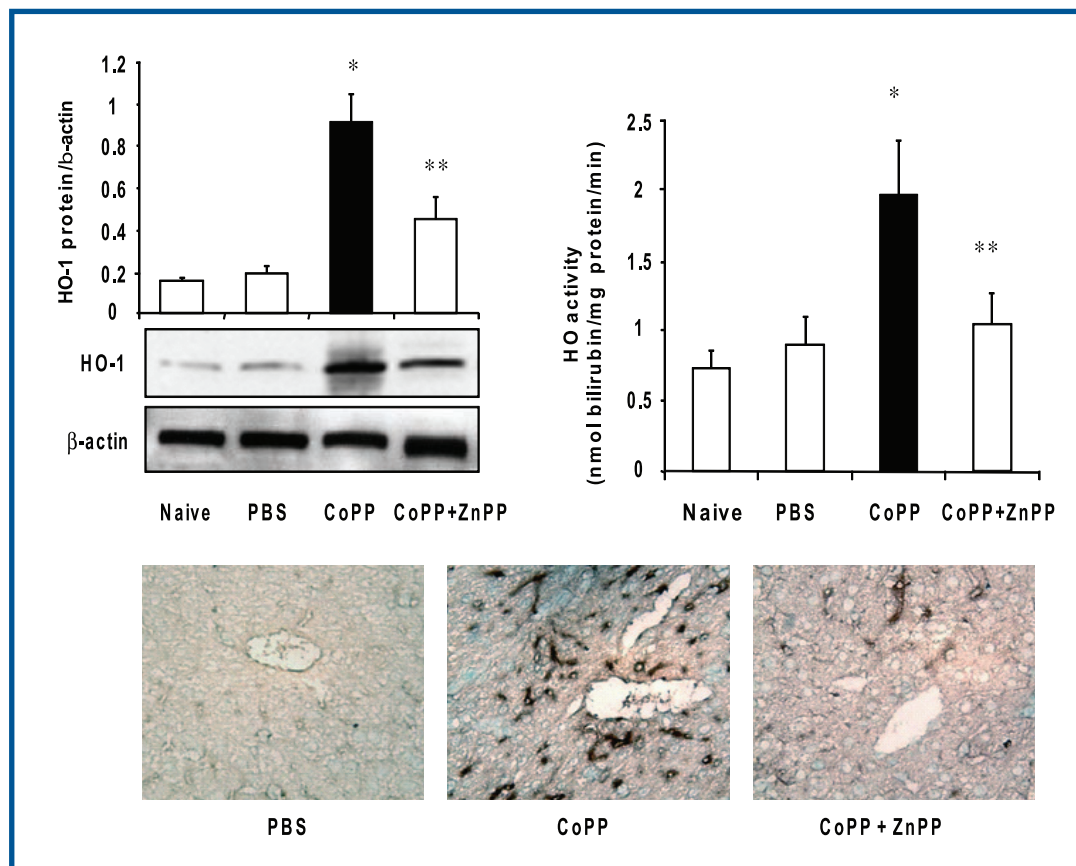 HO-1 protein/b-actin
1.2
1
0.8
0.6
0.4
0.2
0
*
**
HO-1
β-actin
Naive PBS CoPP CoPP+ZnPP
HO activity
(nmol bilirubin/mg protein/min)
2.5
2
1.5
1
0.5
0
*
**
Naive PBS CoPP CoPP+ZnPP
PBS CoPP CoPP + ZnPP